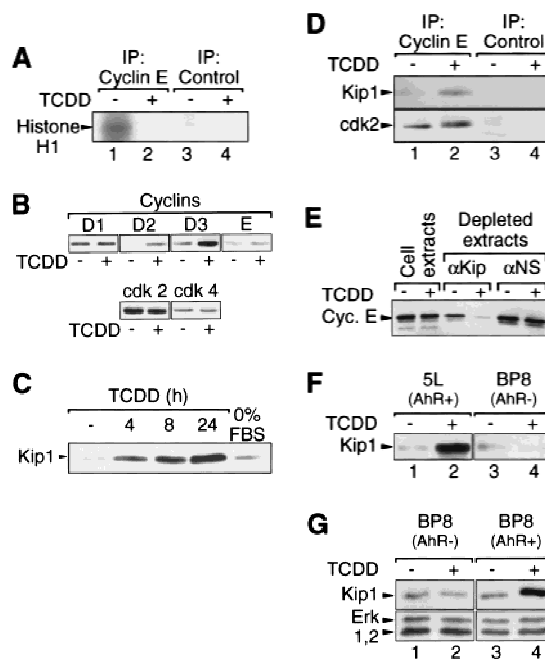 A
IP: IP:
Cyclin E Control
TCDD - + - +
Histone H1
1 2 3 4
B
Cyclins
D1 D2 D3 E
TCDD - + - + - + - +
cdk 2 cdk 4
TCDD - + - +
C
TCDD (h)
- 4 8 24 0% FBS
Kip1
D
IP: IP:
Cyclin E Control
TCDD - + - +
Kip1
cdk2
1 2 3 4
E
Cell extracts
Depleted extracts
αKip αNS
TCDD - + - + - +
Cyc. E
F
5L BP8
(AhR+) (AhR-)
TCDD - + - +
Kip1
1 2 3 4
G
BP8 BP8
(AhR-) (AhR+)
TCDD - + - +
Kip1
Erk 1,2
1 2 3 4